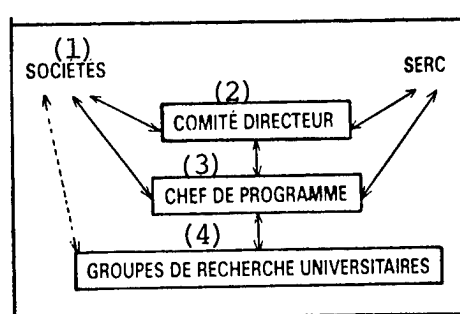 (1)
SOCIÉTÉS
SERC
(2)
COMITÉ DIRECTEUR
(3)
CHEF DE PROGRAMME
(4)
GROUPES DE RECHERCHE UNIVERSITAIRES